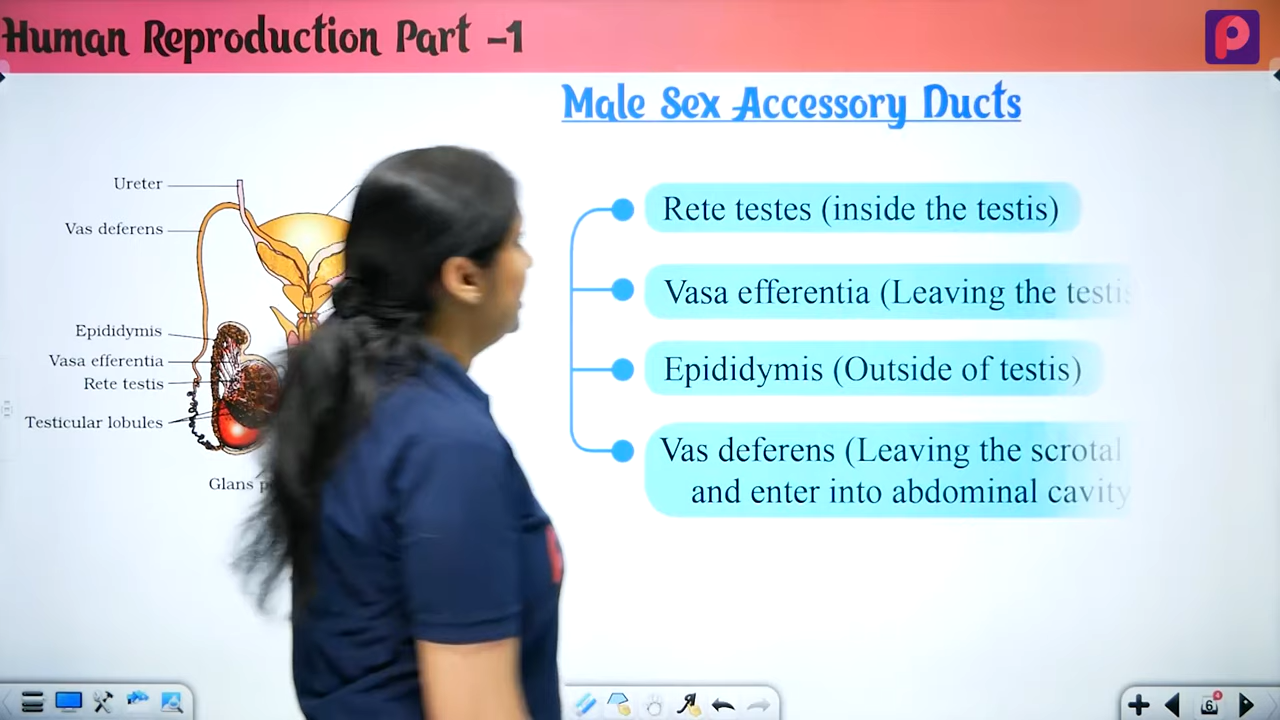 Human Reproduction Part -1
Male Sex Accessory Ducts
Ureter
Vas deferens
Epididymis
Vasa efferentia
Rete testis
Testicular lobules
Glans
Rete testes (inside the testis)
Vasa efferentia (Leaving the testis
Epididymis (Outside of testis)
Vas deferens (Leaving the scrotal
and enter into abdominal cavity
6